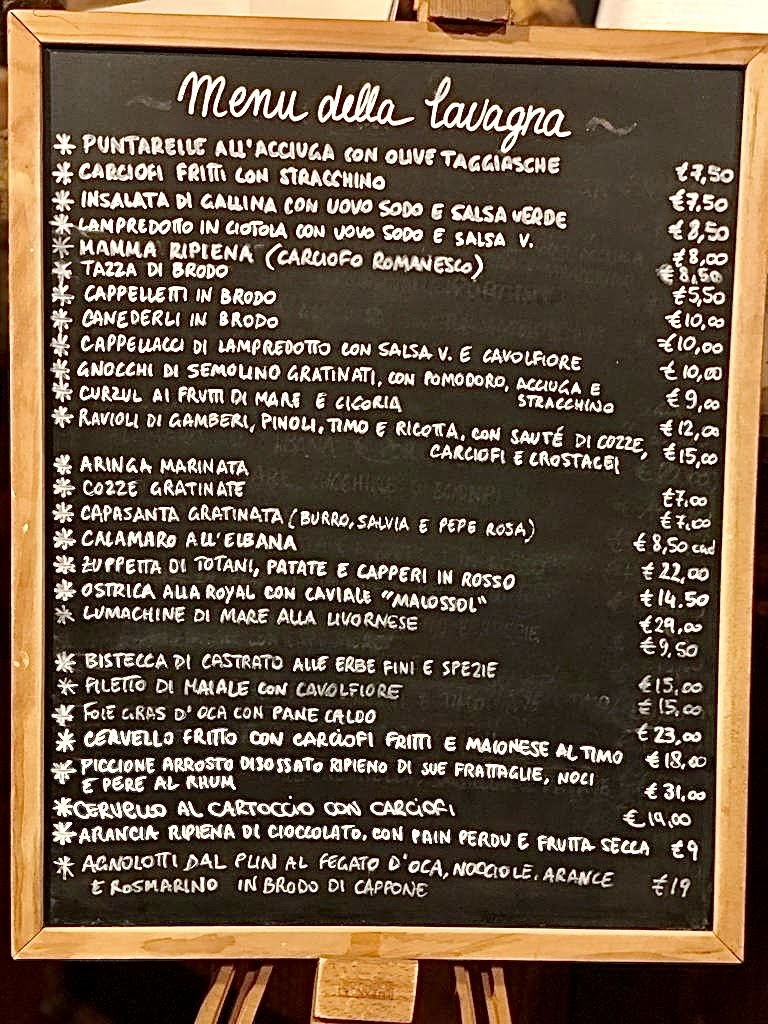 Menu della lavagna
* PUNTARELLE ALL'ACCIUGA CON OLIVE TAGGIASCHE €7,50
* CARCIOFI FRITTI CON STRACCHINO €7,50
* INSALATA DI GALLINA CON UOVO SODO E SALSA VERDE €8,50
* LAMPREDOTTO IN CIOTOLA CON UOVO SODO E SALSA V. €8,00
* MAMMA RIPIENA (CARCIOFO ROMANESCO) €8,50
* TAZZA DI BRODO €5,50
* CAPPELLETTI IN BRODO €10,00
* CANEDERLI IN BRODO €10,00
* CAPPELLACCI DI LAMPREDOTTO CON SALSA V. E CAVOLFIORE €10,00
* GNOCCHI DI SEMOLINO GRATINATI, CON POMODORO, ACCIUGA E
STRACCHINO €9,00
* CURZUL AI FRUTTI DI MARE E CICORIA €12,00
* RAVIOLI DI GAMBERI, PINOLI, TIMO E RICOTTA, CON SAUTÉ DI COZZE,
CARCIOFI E CROSTACEI €15,00
* ARINGA MARINATA €7,00
* COZZE GRATINATE €7,00
* CAPASANTA GRATINATA (BURRO, SALVIA E PEPE ROSA) €8,50 cad
* CALAMARO ALL'ELBANA €22,00
* ZUPPETTA DI TOTANI, PATATE E CAPPERI IN ROSSO €14.50
* OSTRICA ALLA ROYAL CON CAVIALE "MALOSSOL" €29,00
* LUMACHINE DI MARE ALLA LIVORNESE €9,50
* BISTECCA DI CASTRATO ALLE ERBE FINI E SPEZIE €15,00
* FILETTO DI MAIALE CON CAVOLFIORE €15,00
* FOIE GRAS D'OCA CON PANE CALDO €23,00
* CERVELLO FRITTO CON CARCIOFI FRITTI E MAIONESE AL TIMO €18,00
* PICCIONE ARROSTO DISOSSATO RIPIENO DI SUE FRATTAGLIE, NOCI
E PERE AL RHUM €31,00
* CERVELLO AL CARTOCCIO CON CARCIOFI €19,00
* ARANCIA RIPIENA DI CIOCCOLATO, CON PAIN PERDU E FRUTTA SECCA €9
* AGNOLOTTI DAL PLIN AL FEGATO D'OCA, NOCCIOLE, ARANCE
E ROSMARINO IN BRODO DI CAPPONE €19